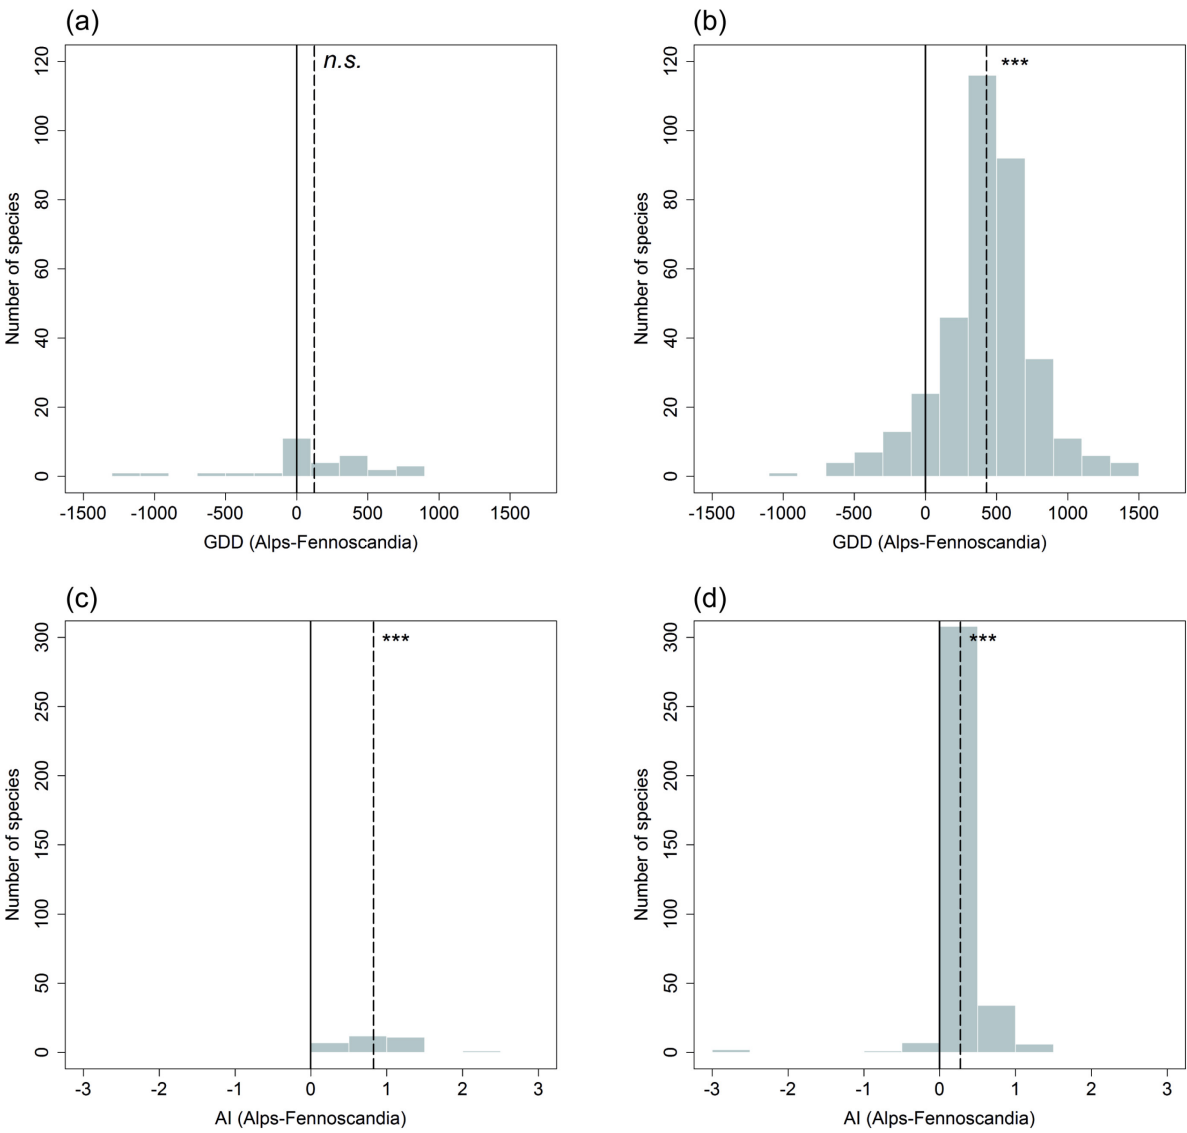 (a)
n.s.
120
100
80
60
40
20
0
Number of species
-1500 -1000 -500 0 500 1000 1500
GDD (Alps-Fennoscandia)
(b)
***
120
100
80
60
40
20
0
Number of species
-1500 -1000 -500 0 500 1000 1500
GDD (Alps-Fennoscandia)
(c)
***
300
250
200
150
100
50
0
Number of species
-3 -2 -1 0 1 2 3
AI (Alps-Fennoscandia)
(d)
***
300
250
200
150
100
50
0
Number of species
-3 -2 -1 0 1 2 3
AI (Alps-Fennoscandia)